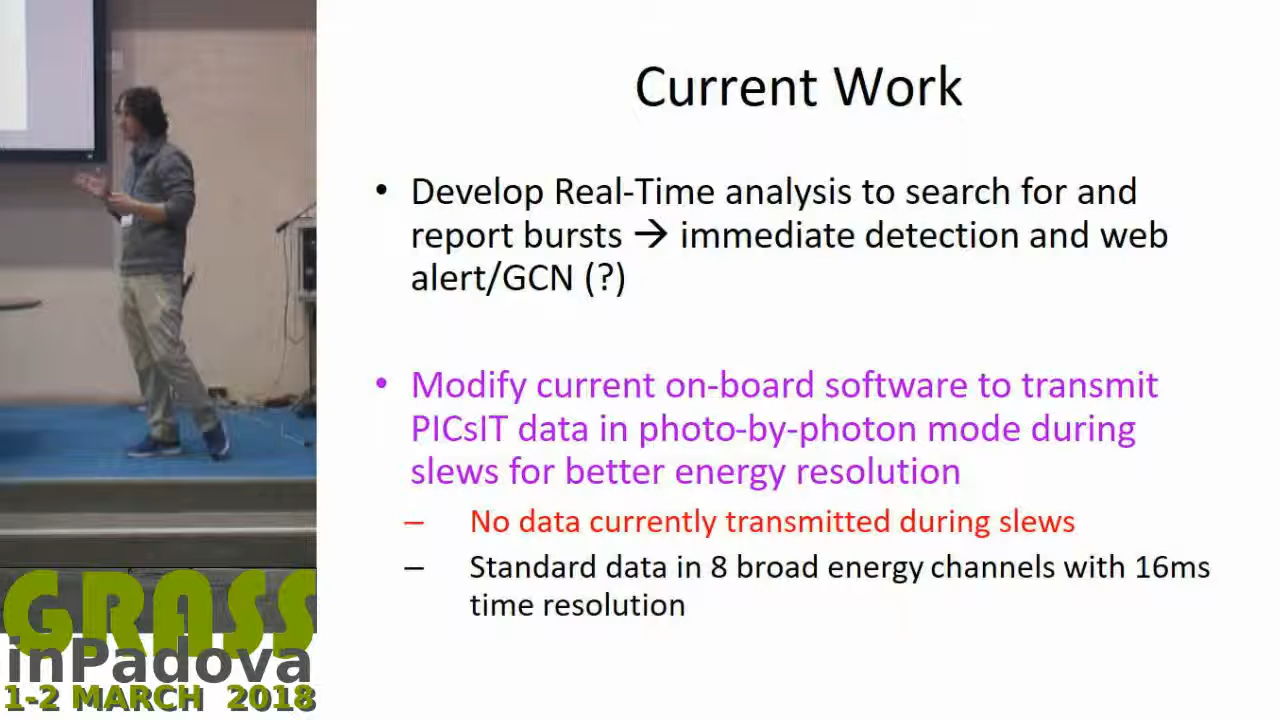 Current Work
• Develop Real-Time analysis to search for and
report bursts → immediate detection and web
alert/GCN (?)
• Modify current on-board software to transmit
PICsIT data in photo-by-photon mode during
slews for better energy resolution
– No data currently transmitted during slews
– Standard data in 8 broad energy channels with 16ms
time resolution
GRASS
inPadova
1-2 MARCH 2018